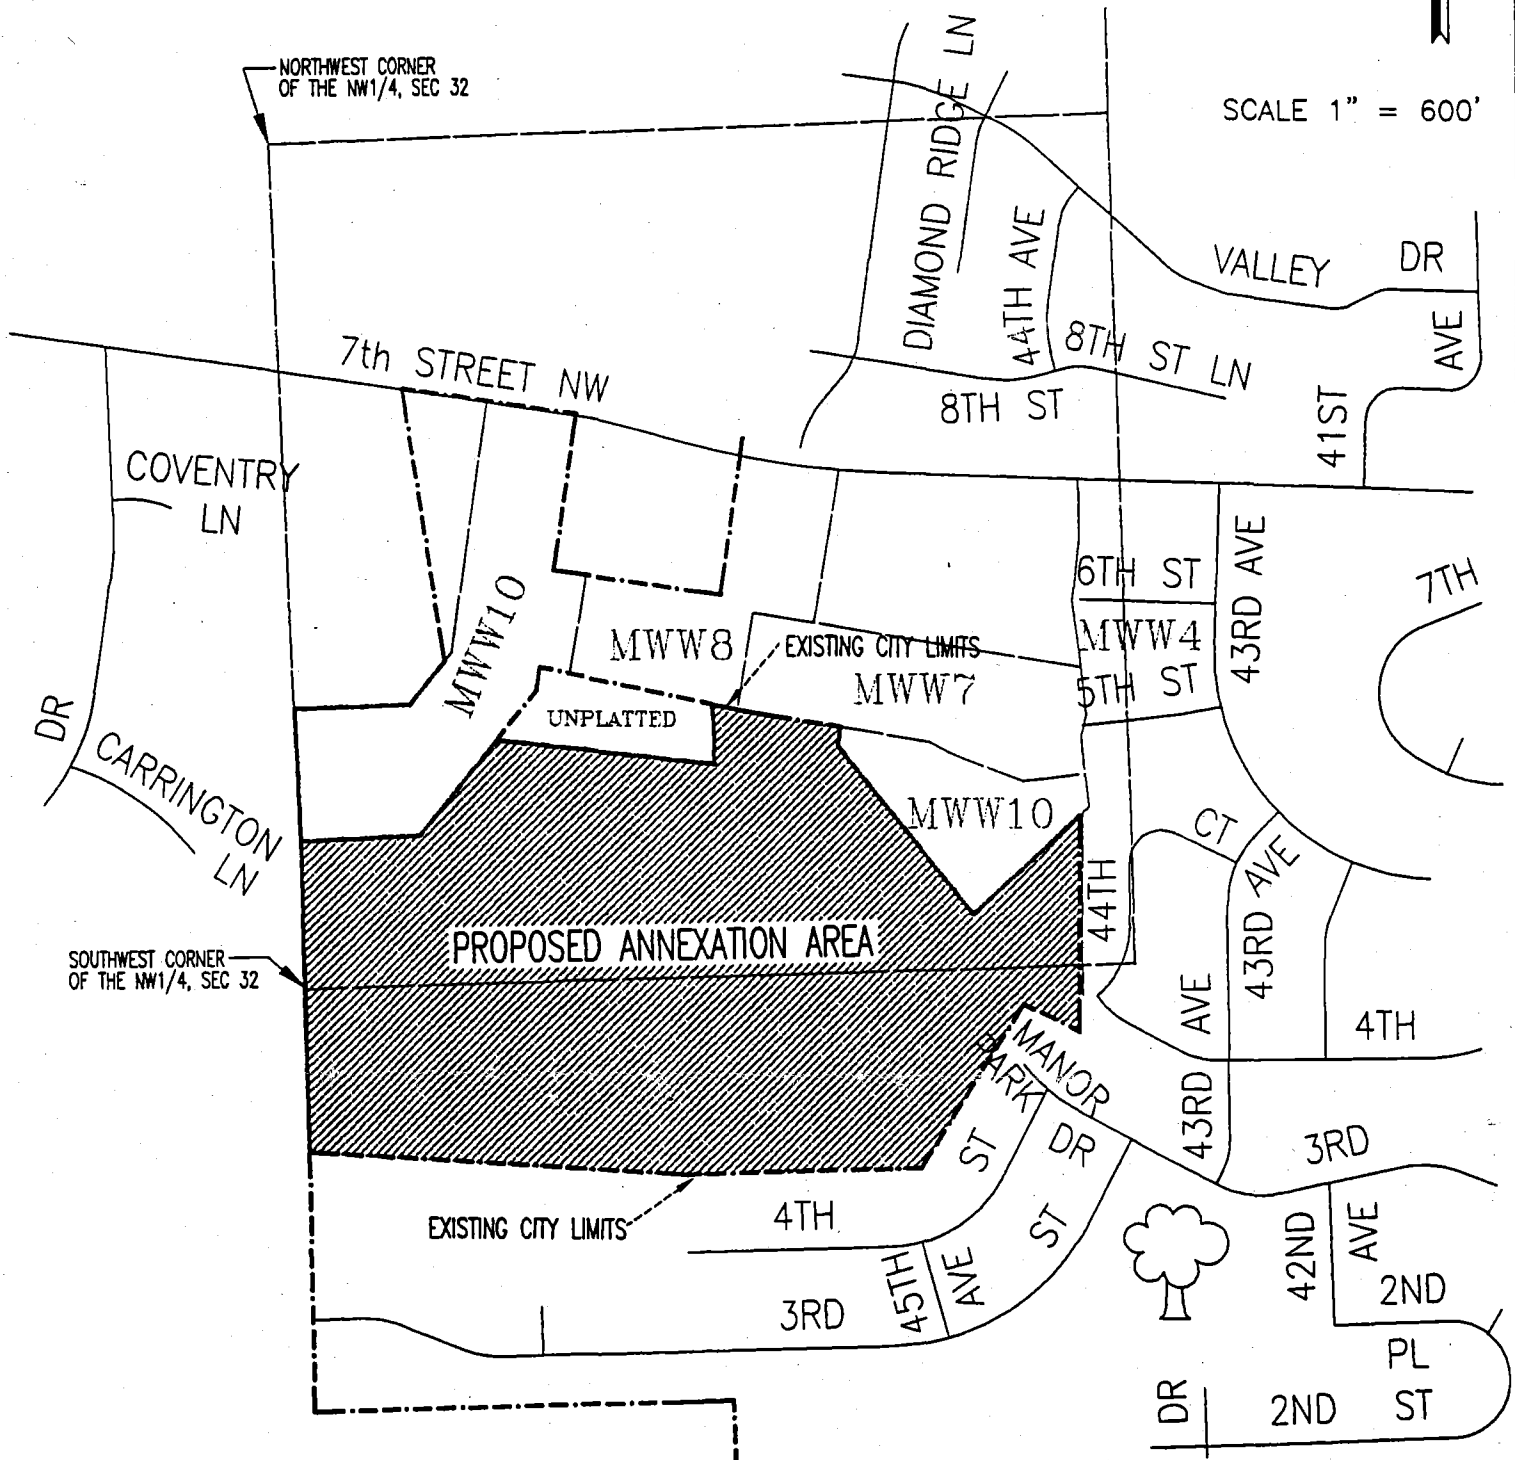 NORTHWEST CORNER
OF THE NW1/4, SEC 32
SCALE 1" = 600'
DIAMOND RIDGE LN
44TH AVE
VALLEY DR
8TH ST LN
8TH ST
41ST AVE
7th STREET NW
COVENTRY
LN
6TH ST
43RD AVE
7TH
MWW10
MWW8
EXISTING CITY LIMITS
MWW4
MWW7
5TH ST
UNPLATTED
DR
CARRINGTON
LN
MWW10
CT
43RD AVE
44TH
PROPOSED ANNEXATION AREA
SOUTHWEST CORNER
OF THE NW1/4, SEC 32
43RD AVE
4TH
MANOR
PARK
DR
ST
3RD
EXISTING CITY LIMITS
4TH
ST
45TH
AVE
3RD
42ND
AVE
2ND
PL
DR
2ND ST